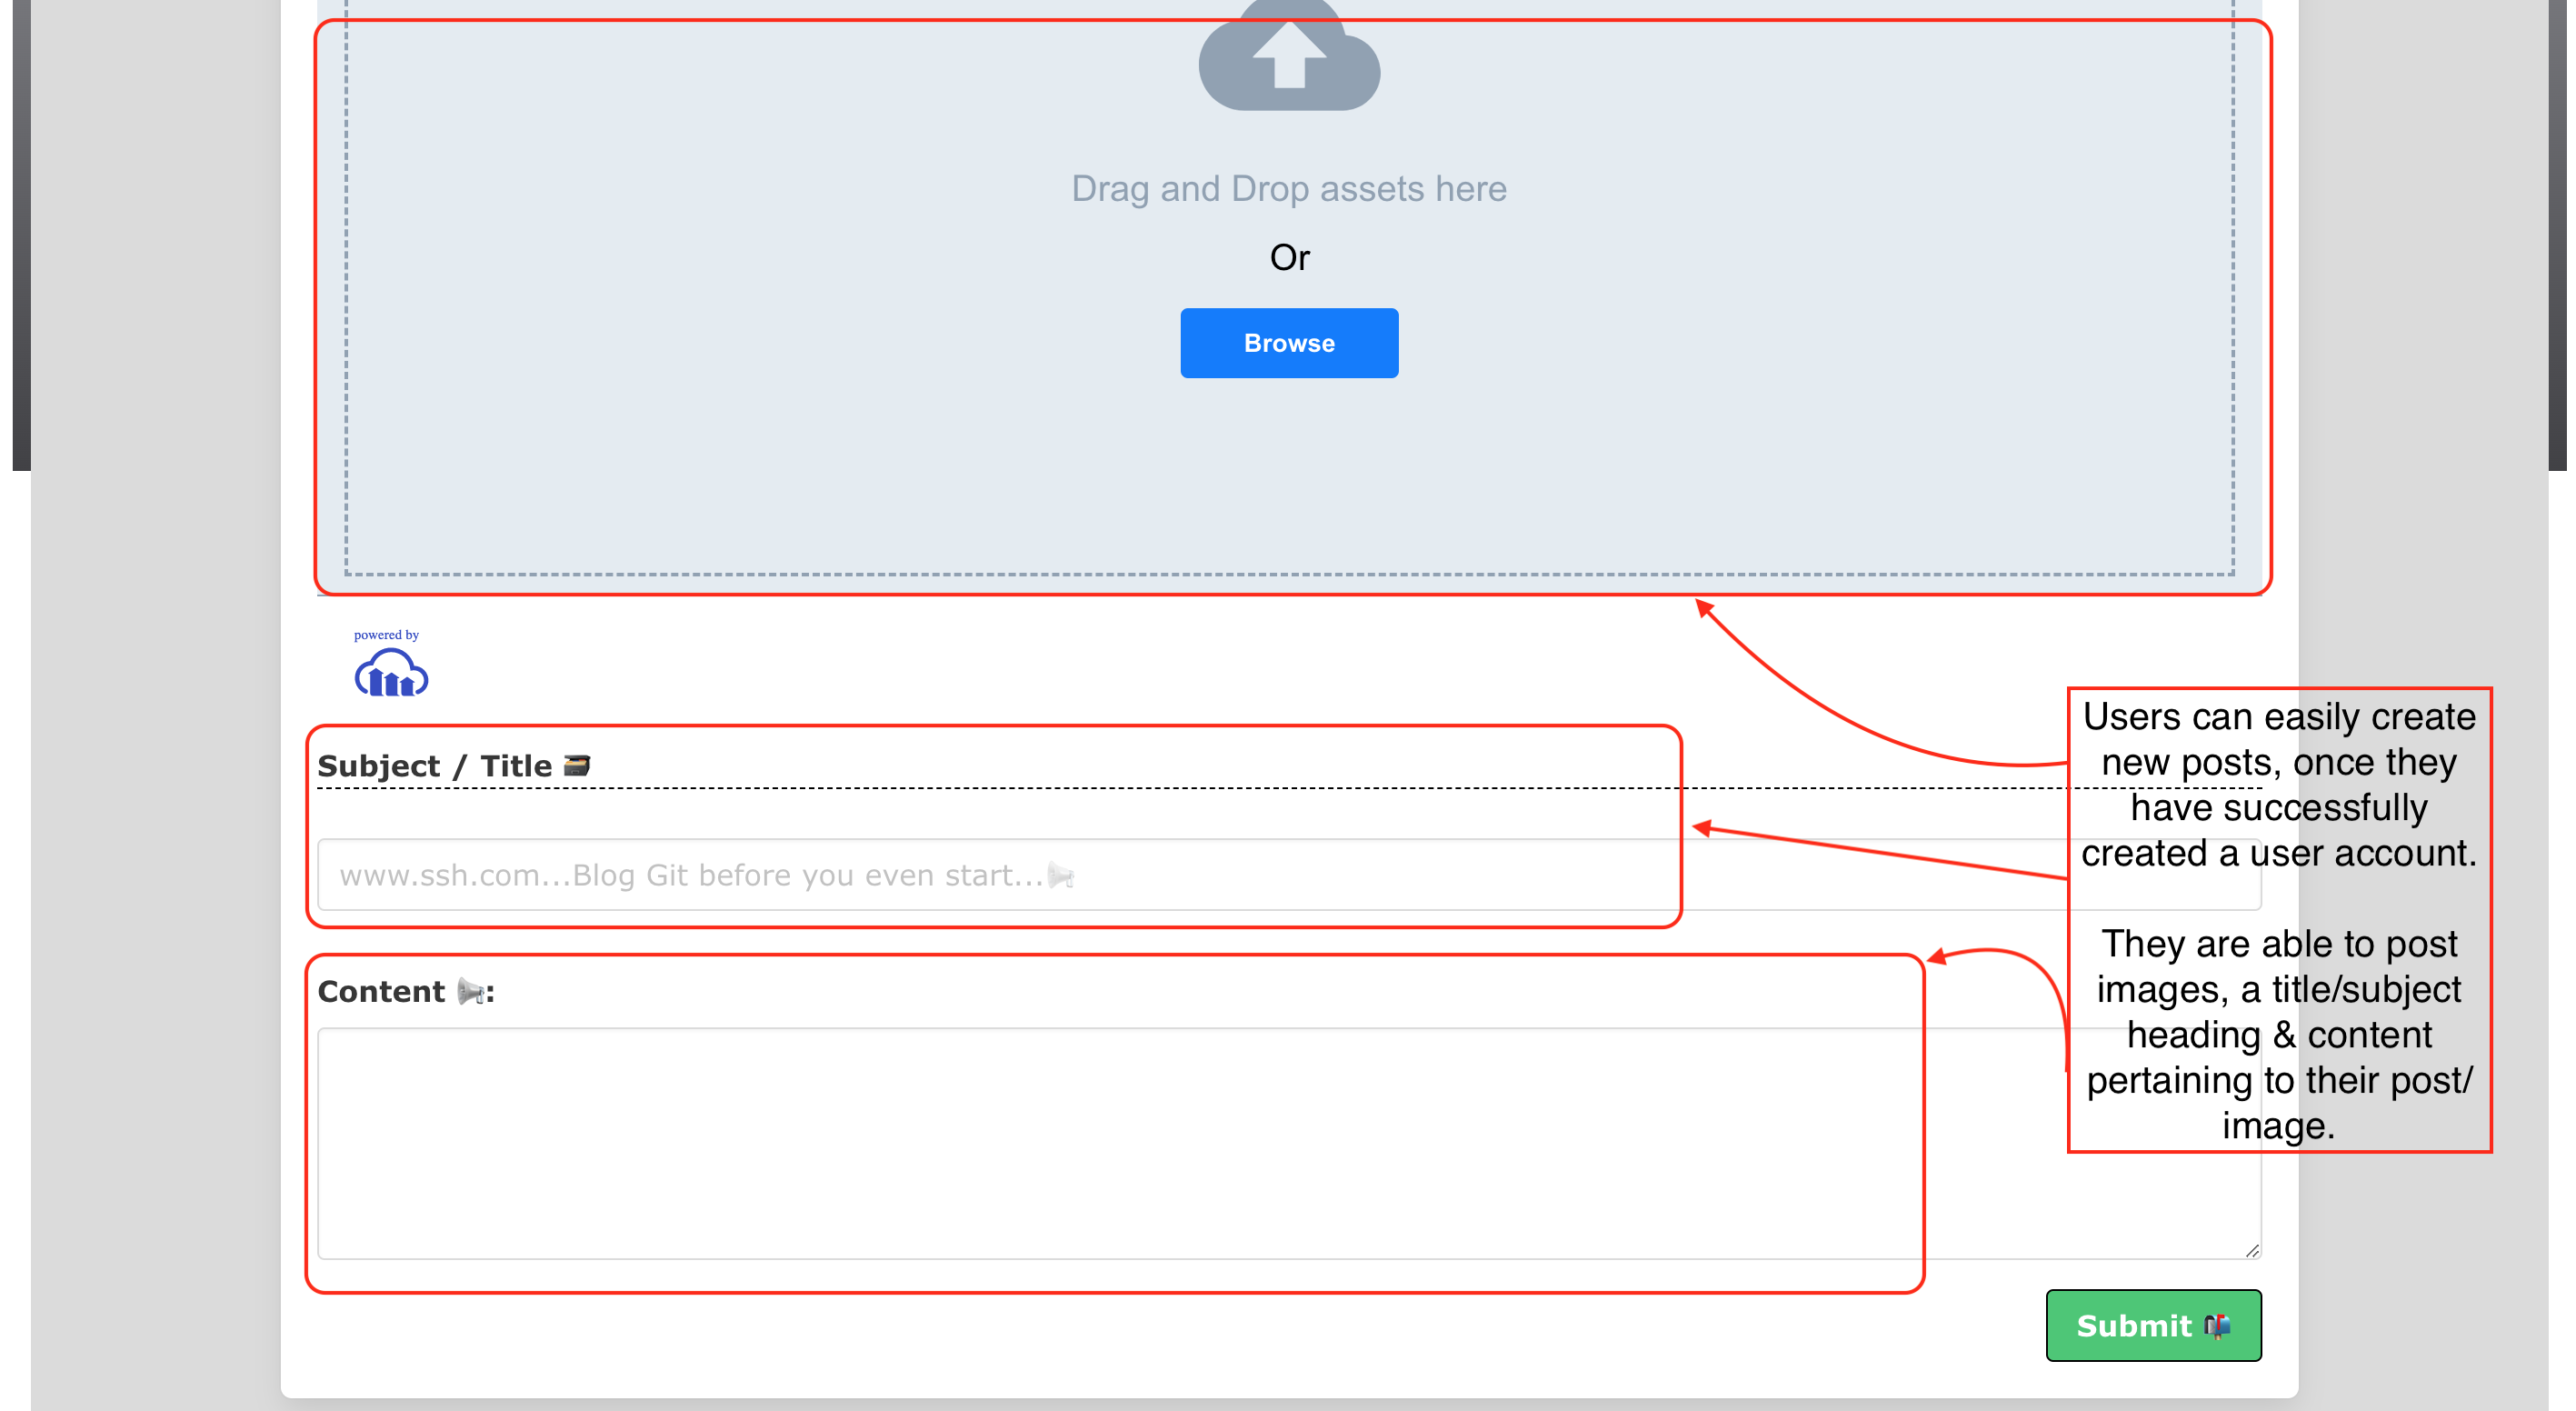 Drag and Drop assets here
Or
Browse
powered by
Subject / Title 🗃️
www.ssh.com...Blog Git before you even start...📢
Content 📢:
Users can easily create
new posts, once they
have successfully
created a user account.
They are able to post
images, a title/subject
heading & content
pertaining to their post/
image.
Submit 📬